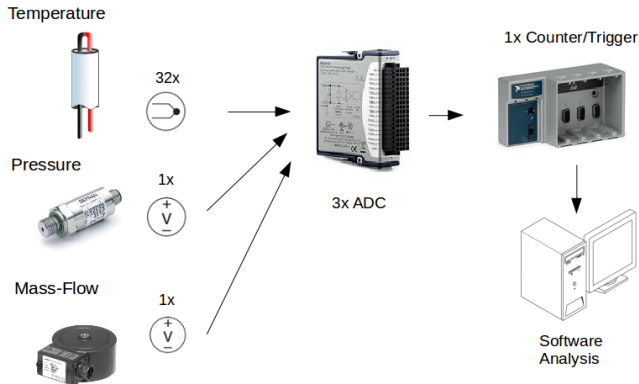 Temperature
1x Counter/Trigger
32x
Pressure
1x
3x ADC
Mass-Flow
1x
Software
Analysis